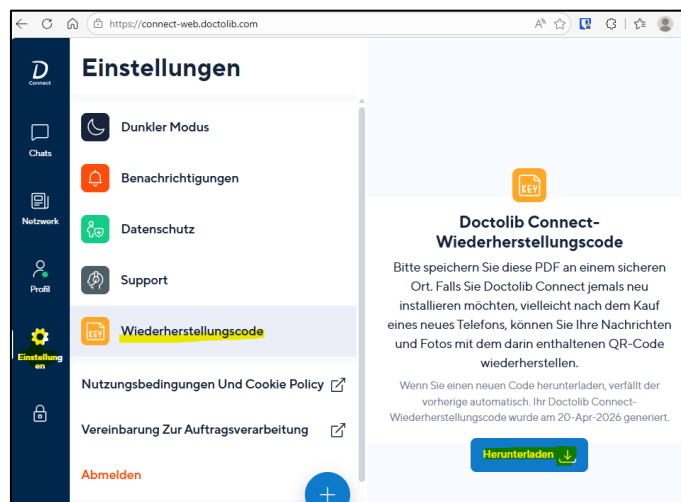 https://connect-web.doctolib.com
D
Connect
Chats
Netzwerk
Profil
Einstellung
en
Einstellungen
Dunkler Modus
Benachrichtigungen
Datenschutz
Support
KEY
Wiederherstellungscode
Nutzungsbedingungen Und Cookie Policy
Vereinbarung Zur Auftragsverarbeitung
Abmelden
+
KEY
Doctolib Connect-
Wiederherstellungscode
Bitte speichern Sie diese PDF an einem sicheren
Ort. Falls Sie Doctolib Connect jemals neu
installieren möchten, vielleicht nach dem Kauf
eines neues Telefons, können Sie Ihre Nachrichten
und Fotos mit dem darin enthaltenen QR-Code
wiederherstellen.
Wenn Sie einen neuen Code herunterladen, verfällt der
vorherige automatisch. Ihr Doctolib Connect-
Wiederherstellungscode wurde am 20-Apr-2026 generiert.
Herunterladen